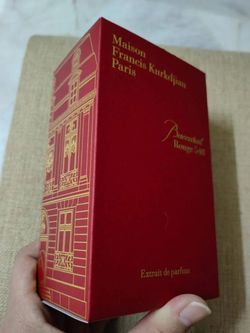 Maison
Francis Kurkdjian
Paris
Baccarat
Rouge 540
Extrait de parfum